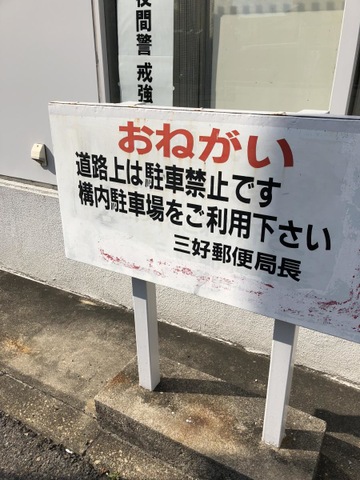 夜間警戒強
おねがい
道路上は駐車禁止です
構内駐車場をご利用下さい
三好郵便局長